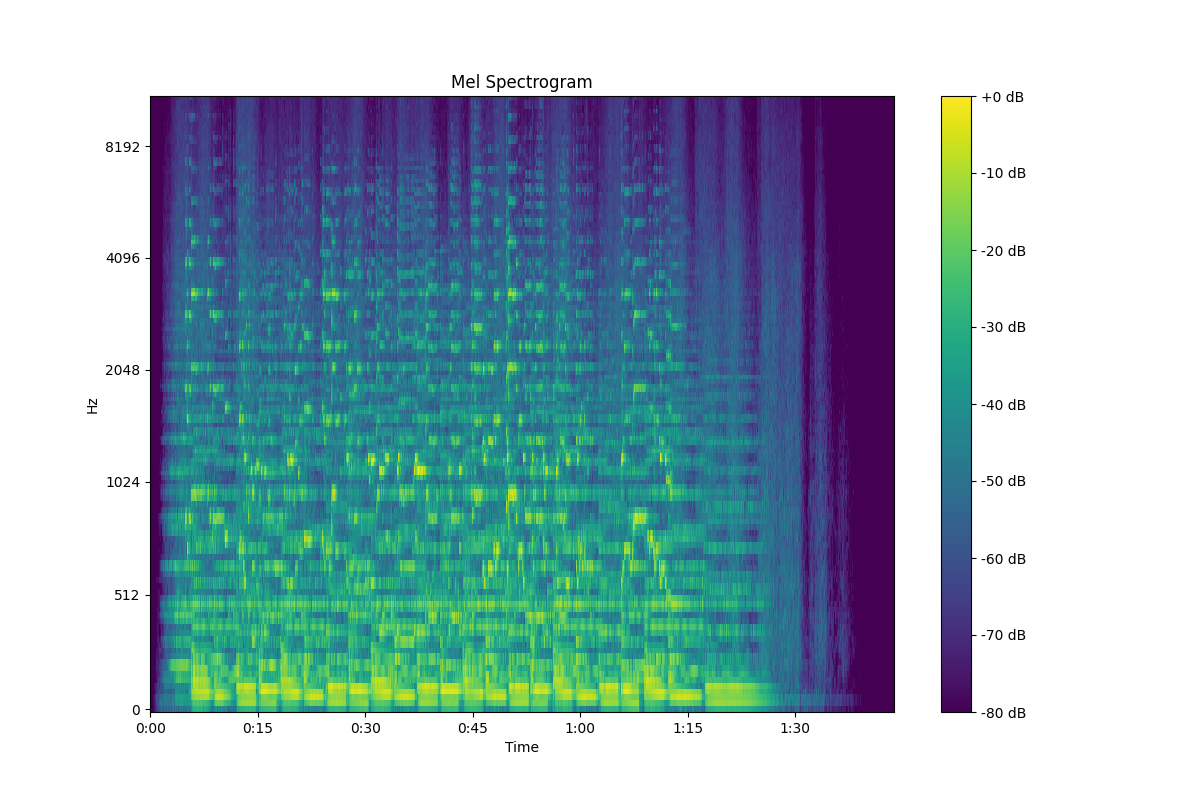 Mel Spectrogram
Hz
8192
4096
2048
1024
512
0
0:00 0:15 0:30 0:45 1:00 1:15 1:30
Time
+0 dB
-10 dB
-20 dB
-30 dB
-40 dB
-50 dB
-60 dB
-70 dB
-80 dB